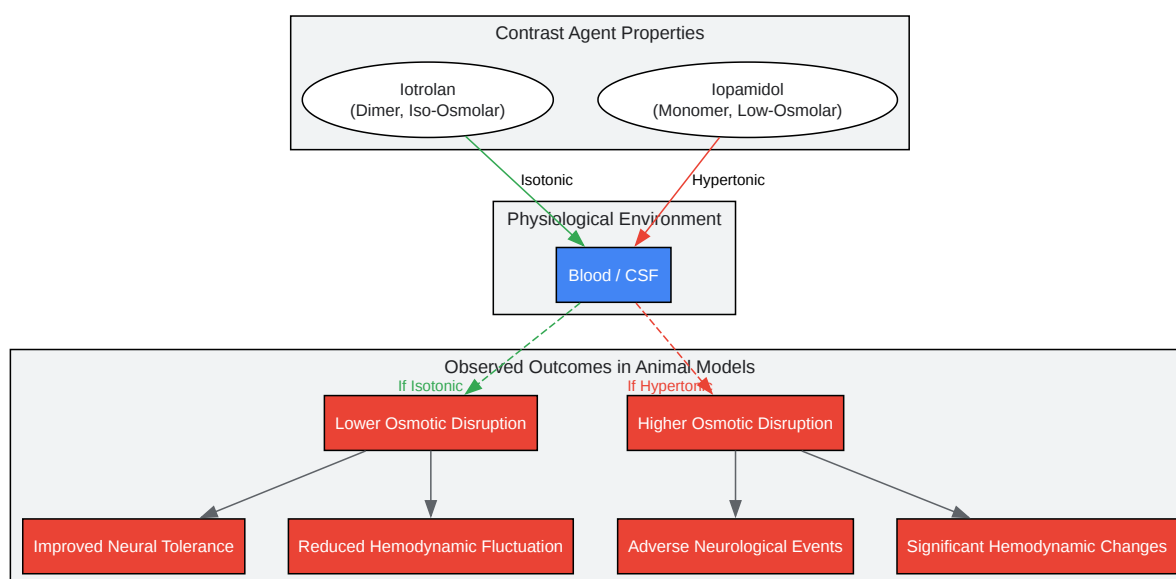 Contrast Agent Properties
Iotrolan
(Dimer, Iso-Osmolar)
Iopamidol
(Monomer, Low-Osmolar)
Isotonic
Hypertonic
Physiological Environment
Blood / CSF
Observed Outcomes in Animal Models
If Isotonic
If Hypertonic
Lower Osmotic Disruption
Higher Osmotic Disruption
Improved Neural Tolerance
Reduced Hemodynamic Fluctuation
Adverse Neurological Events
Significant Hemodynamic Changes